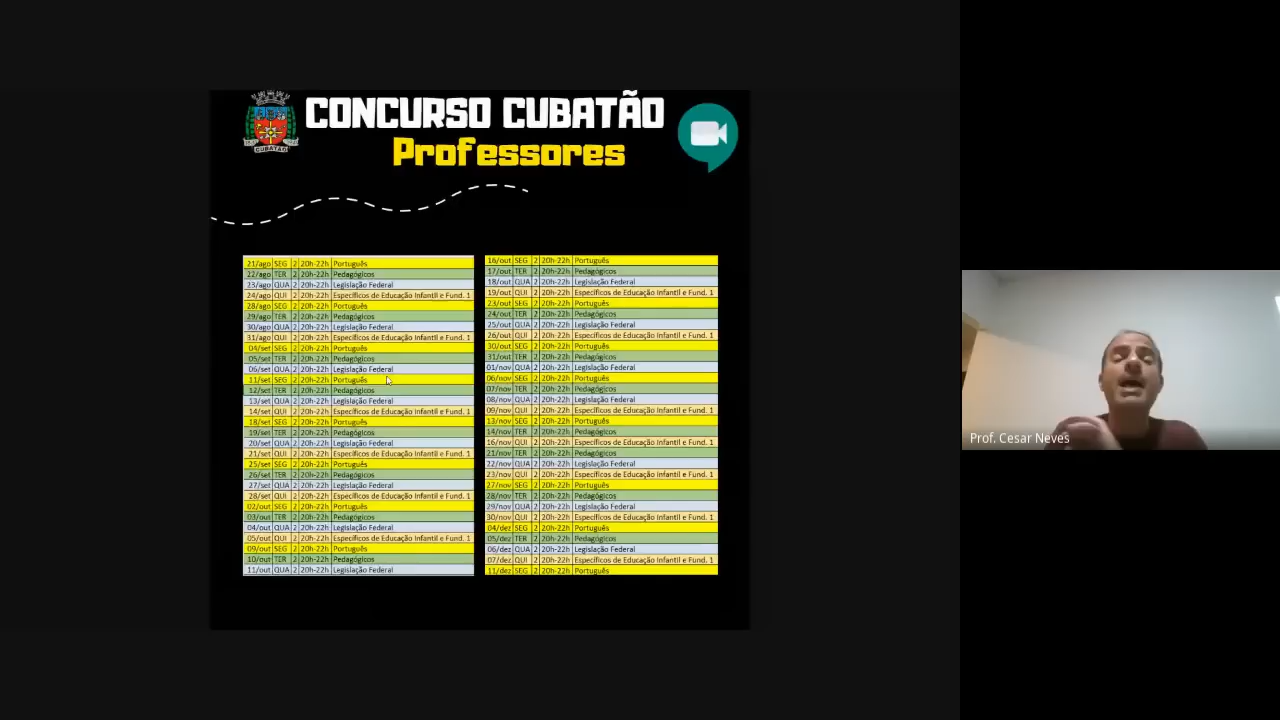 CONCURSO CUBATÃO
Professores
CUBATÃO
21/ago SEG 2 20h-22h Português
22/ago TER 2 20h-22h Pedagógicos
23/ago QUA 2 20h-22h Legislação Federal
24/ago QUI 2 20h-22h Específicos de Educação Infantil e Fund. 1
28/ago SEG 2 20h-22h Português
29/ago TER 2 20h-22h Pedagógicos
30/ago QUA 2 20h-22h Legislação Federal
31/ago QUI 2 20h-22h Específicos de Educação Infantil e Fund. 1
04/set SEG 2 20h-22h Português
05/set TER 2 20h-22h Pedagógicos
06/set QUA 2 20h-22h Legislação Federal
11/set SEG 2 20h-22h Português
12/set TER 2 20h-22h Pedagógicos
13/set QUA 2 20h-22h Legislação Federal
14/set QUI 2 20h-22h Específicos de Educação Infantil e Fund. 1
18/set SEG 2 20h-22h Português
19/set TER 2 20h-22h Pedagógicos
20/set QUA 2 20h-22h Legislação Federal
21/set QUI 2 20h-22h Específicos de Educação Infantil e Fund. 1
25/set SEG 2 20h-22h Português
26/set TER 2 20h-22h Pedagógicos
27/set QUA 2 20h-22h Legislação Federal
28/set QUI 2 20h-22h Específicos de Educação Infantil e Fund. 1
02/out SEG 2 20h-22h Português
03/out TER 2 20h-22h Pedagógicos
04/out QUA 2 20h-22h Legislação Federal
05/out QUI 2 20h-22h Específicos de Educação Infantil e Fund. 1
09/out SEG 2 20h-22h Português
10/out TER 2 20h-22h Pedagógicos
11/out QUA 2 20h-22h Legislação Federal
16/out SEG 2 20h-22h Português
17/out TER 2 20h-22h Pedagógicos
18/out QUA 2 20h-22h Legislação Federal
19/out QUI 2 20h-22h Específicos de Educação Infantil e Fund. 1
23/out SEG 2 20h-22h Português
24/out TER 2 20h-22h Pedagógicos
25/out QUA 2 20h-22h Legislação Federal
26/out QUI 2 20h-22h Específicos de Educação Infantil e Fund. 1
30/out SEG 2 20h-22h Português
31/out TER 2 20h-22h Pedagógicos
01/nov QUA 2 20h-22h Legislação Federal
06/nov SEG 2 20h-22h Português
07/nov TER 2 20h-22h Pedagógicos
08/nov QUA 2 20h-22h Legislação Federal
09/nov QUI 2 20h-22h Específicos de Educação Infantil e Fund. 1
13/nov SEG 2 20h-22h Português
14/nov TER 2 20h-22h Pedagógicos
16/nov QUI 2 20h-22h Específicos de Educação Infantil e Fund. 1
21/nov TER 2 20h-22h Pedagógicos
22/nov QUA 2 20h-22h Legislação Federal
23/nov QUI 2 20h-22h Específicos de Educação Infantil e Fund. 1
27/nov SEG 2 20h-22h Português
28/nov TER 2 20h-22h Pedagógicos
29/nov QUA 2 20h-22h Legislação Federal
30/nov QUI 2 20h-22h Específicos de Educação Infantil e Fund. 1
04/dez SEG 2 20h-22h Português
05/dez TER 2 20h-22h Pedagógicos
06/dez QUA 2 20h-22h Legislação Federal
07/dez QUI 2 20h-22h Específicos de Educação Infantil e Fund. 1
11/dez SEG 2 20h-22h Português
Prof. Cesar Neves